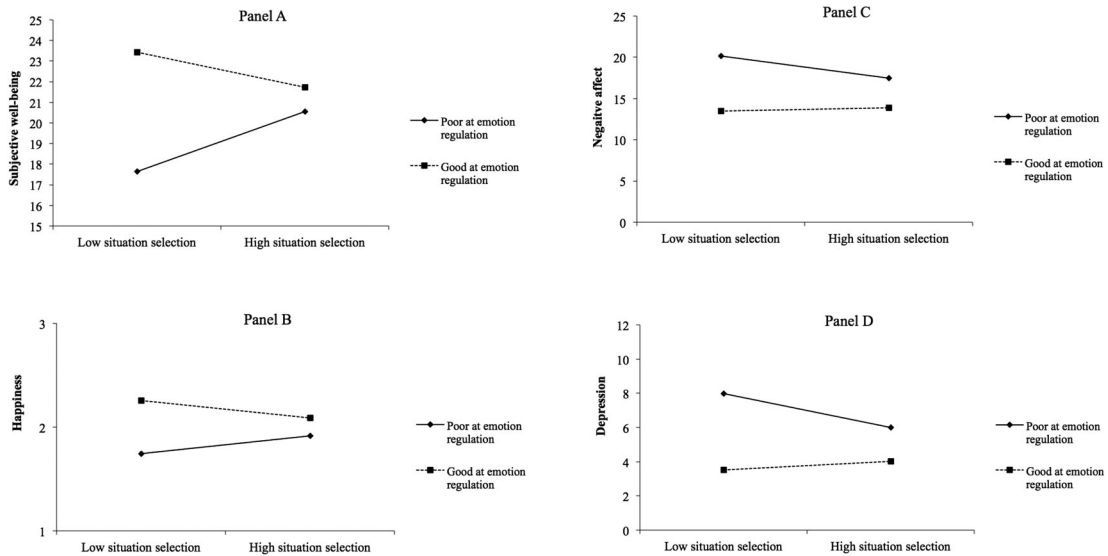 Panel A
25
24
23
22
21
20
19
18
17
16
15
Subjective well-being
Low situation selection
High situation selection
Poor at emotion
regulation
Good at emotion
regulation
Panel C
25
20
15
10
5
0
Negaitve affect
Low situation selection
High situation selection
Poor at emotion
regulation
Good at emotion
regulation
Panel B
3
2
1
Happiness
Low situation selection
High situation selection
Poor at emotion
regulation
Good at emotion
regulation
Panel D
12
10
8
6
4
2
0
Depression
Low situation selection
High situation selection
Poor at emotion
regulation
Good at emotion
regulation